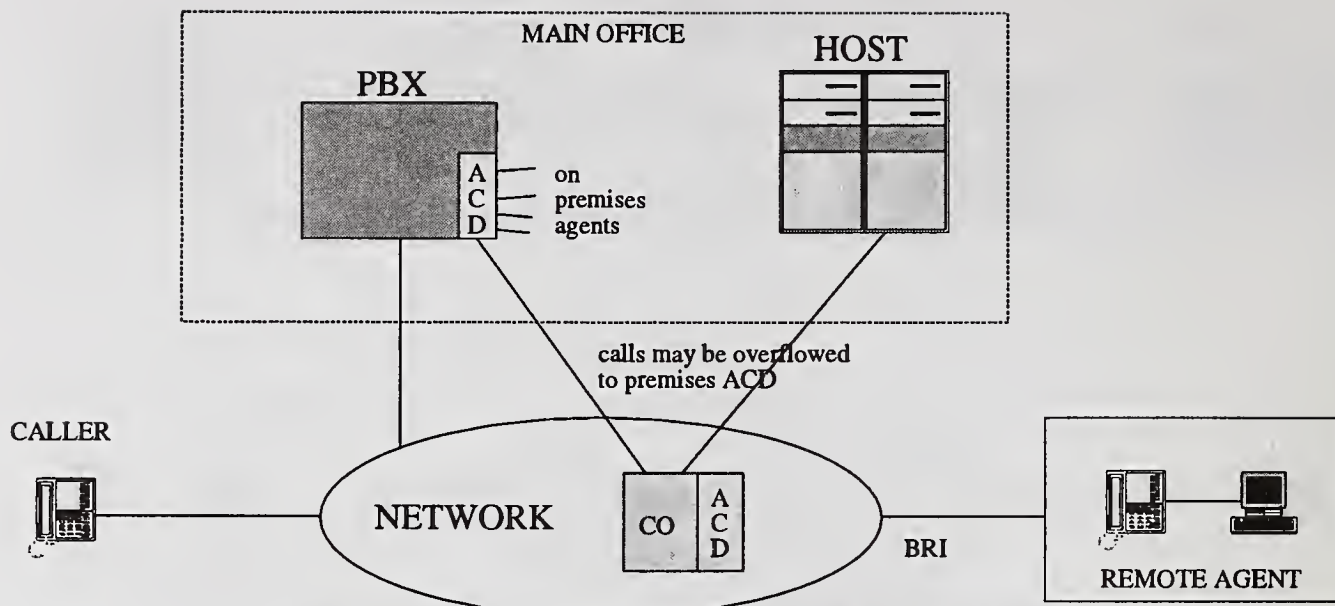 MAIN OFFICE
HOST
PBX
A
C
D
on
premises
agents
calls may be overflowed
to premises ACD
CALLER
NETWORK
CO
A
C
D
BRI
REMOTE AGENT